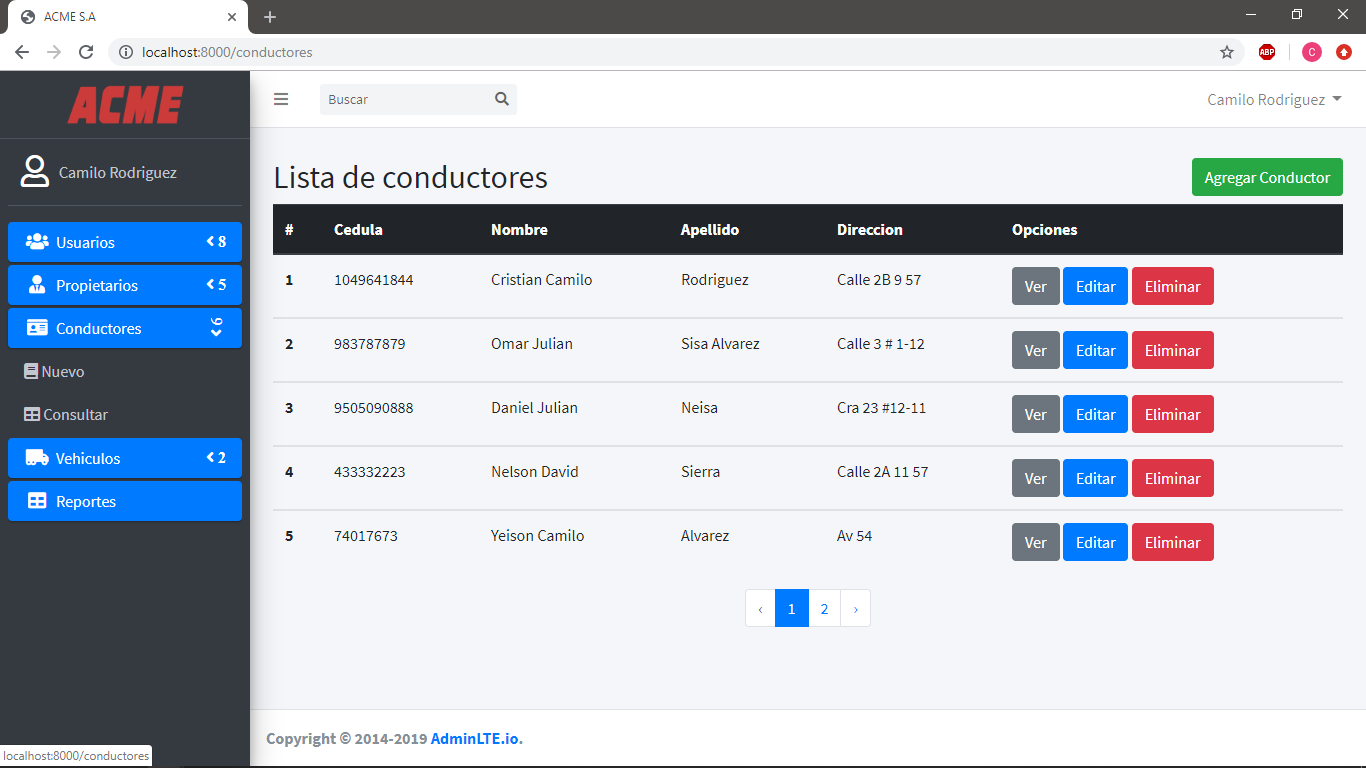 ACME S.A
localhost:8000/conductores
ABP
C
ACME
Buscar
Camilo Rodriguez
Camilo Rodriguez
Usuarios 8
Propietarios 5
Conductores 6
Nuevo
Consultar
Vehiculos 2
Reportes
Lista de conductores
Agregar Conductor
# Cedula Nombre Apellido Direccion Opciones
1 1049641844 Cristian Camilo Rodriguez Calle 2B 9 57 Ver Editar Eliminar
2 983787879 Omar Julian Sisa Alvarez Calle 3 # 1-12 Ver Editar Eliminar
3 9505090888 Daniel Julian Neisa Cra 23 #12-11 Ver Editar Eliminar
4 433332223 Nelson David Sierra Calle 2A 11 57 Ver Editar Eliminar
5 74017673 Yeison Camilo Alvarez Av 54 Ver Editar Eliminar
‹ 1 2 ›
Copyright © 2014-2019 AdminLTE.io.
localhost:8000/conductores